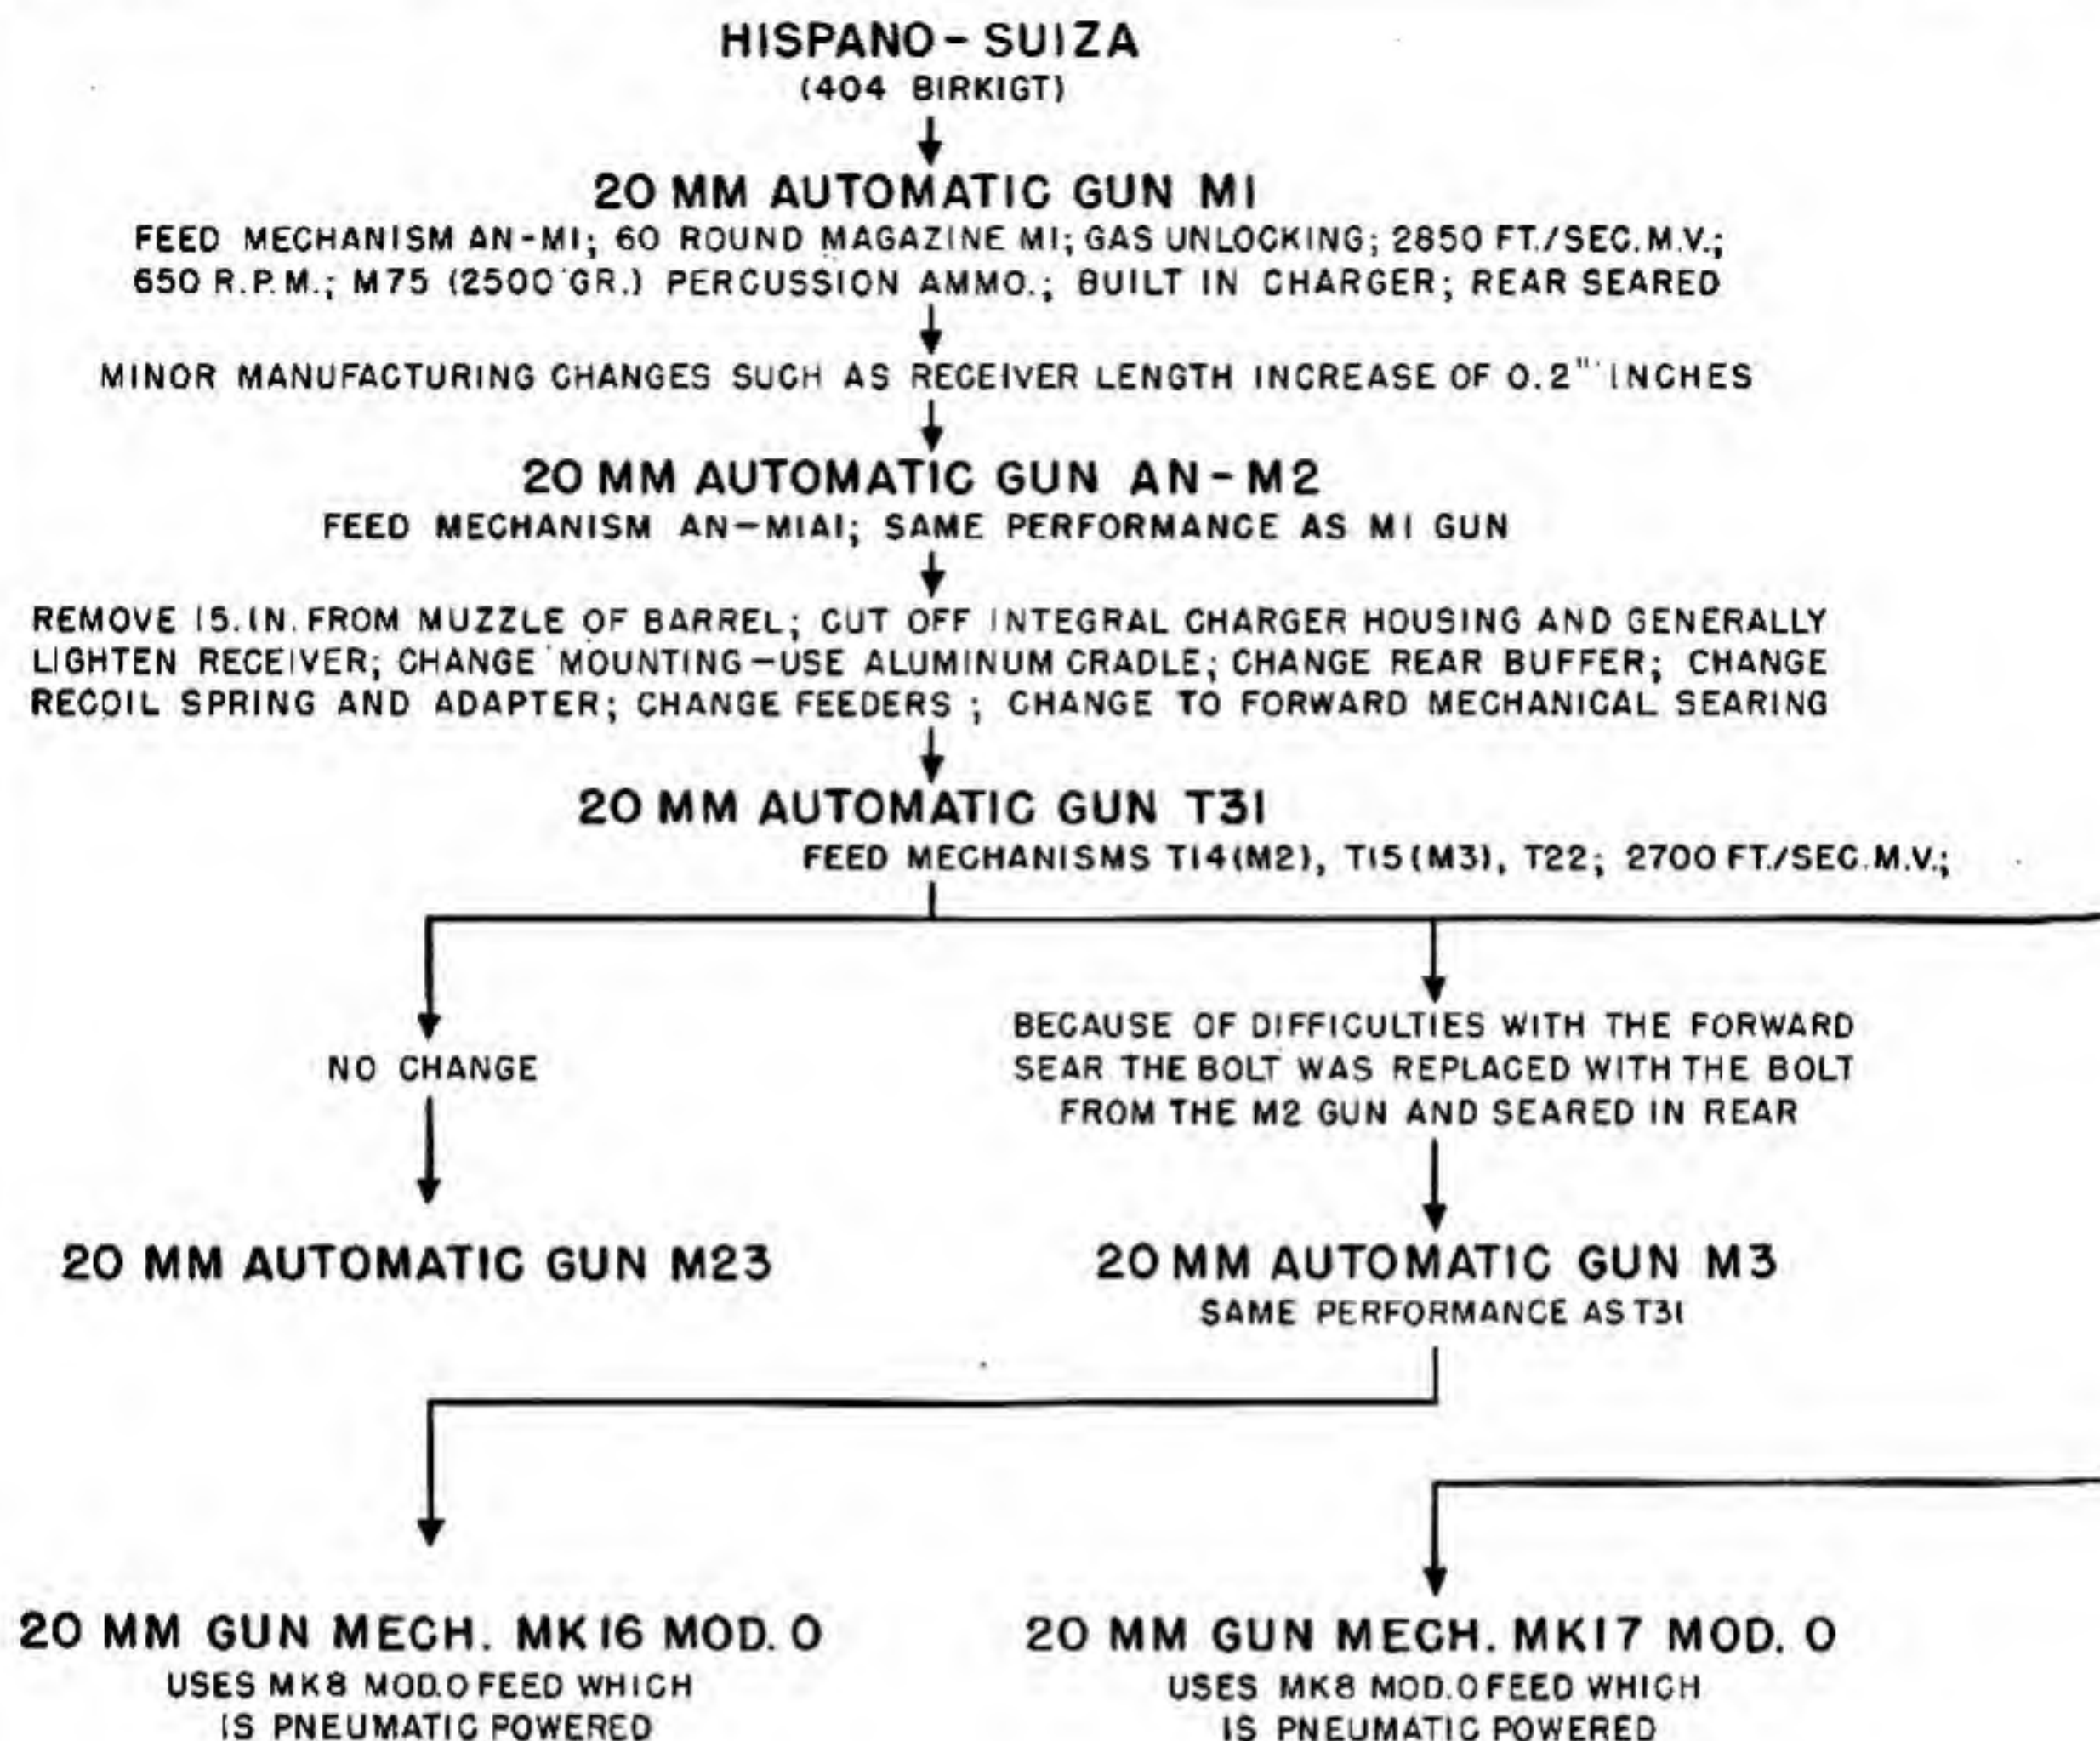 HISPANO-SUIZA
(404 BIRKIGT)
20 MM AUTOMATIC GUN M1
FEED MECHANISM AN-M1; 60 ROUND MAGAZINE M1; GAS UNLOCKING; 2850 FT./SEC. M.V.;
650 R.P.M.; M75 (2500 GR.) PERCUSSION AMMO.; BUILT IN CHARGER; REAR SEARED
MINOR MANUFACTURING CHANGES SUCH AS RECEIVER LENGTH INCREASE OF 0.2" INCHES
20 MM AUTOMATIC GUN AN-M2
FEED MECHANISM AN-M1A1; SAME PERFORMANCE AS M1 GUN
REMOVE 15.IN. FROM MUZZLE OF BARREL; CUT OFF INTEGRAL CHARGER HOUSING AND GENERALLY
LIGHTEN RECEIVER; CHANGE MOUNTING-USE ALUMINUM CRADLE; CHANGE REAR BUFFER; CHANGE
RECOIL SPRING AND ADAPTER; CHANGE FEEDERS; CHANGE TO FORWARD MECHANICAL SEARING
20 MM AUTOMATIC GUN T31
FEED MECHANISMS T14(M2), T15(M3), T22; 2700 FT./SEC. M.V.;
NO CHANGE
BECAUSE OF DIFFICULTIES WITH THE FORWARD
SEAR THE BOLT WAS REPLACED WITH THE BOLT
FROM THE M2 GUN AND SEARED IN REAR
20 MM AUTOMATIC GUN M23
20 MM AUTOMATIC GUN M3
SAME PERFORMANCE AS T31
20 MM GUN MECH. MK16 MOD. O
USES MK8 MOD.O FEED WHICH
IS PNEUMATIC POWERED
20 MM GUN MECH. MK17 MOD. O
USES MK8 MOD.O FEED WHICH
IS PNEUMATIC POWERED